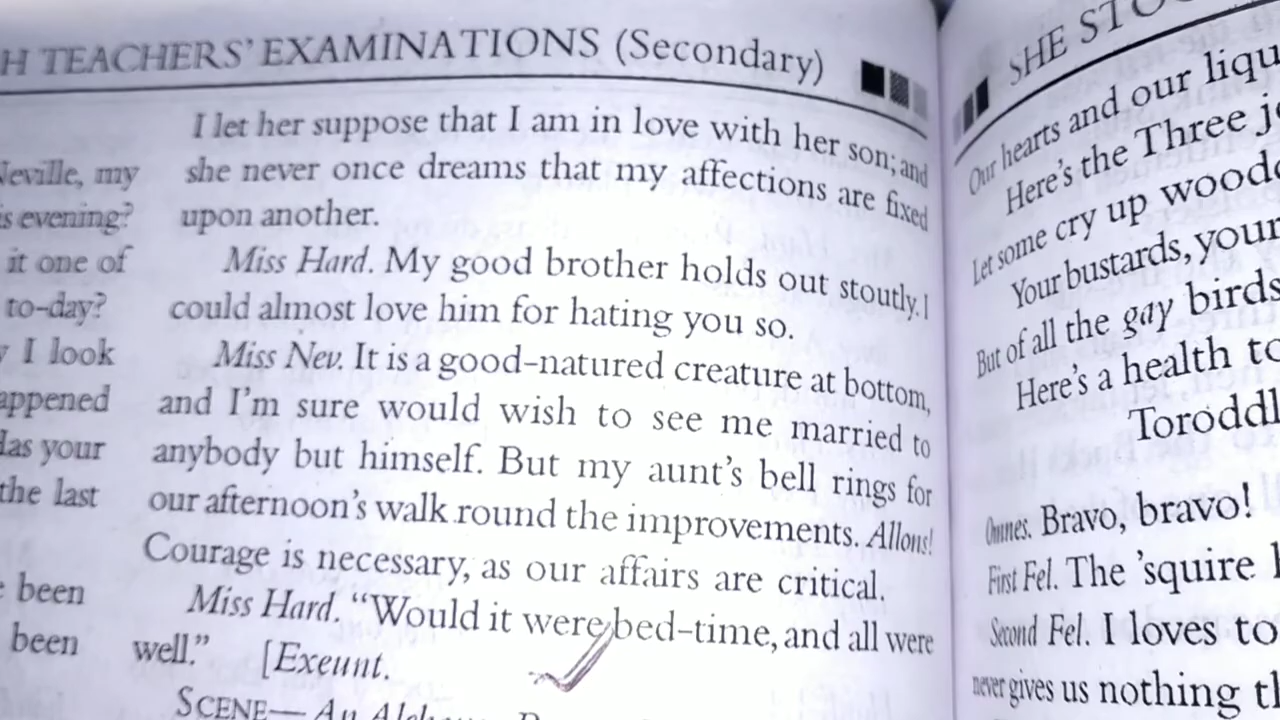 H TEACHERS' EXAMINATIONS (Secondary)
Neville, my
is evening?
it one of
to-day?
I look
appened
Has your
the last
been
been
I let her suppose that I am in love with her son; and
she never once dreams that my affections are fixed
upon another.
Miss Hard. My good brother holds out stoutly. I
could almost love him for hating you so.
Miss Nev. It is a good-natured creature at bottom,
and I'm sure would wish to see me married to
anybody but himself. But my aunt's bell rings for
our afternoon's walk round the improvements. Allons!
Courage is necessary, as our affairs are critical.
Miss Hard. “Would it were bed-time, and all were
well.” [Exeunt.
SCENE— An
SHE STO
Our hearts and our liqu
Here's the Three jo
Let some cry up woodc
Your bustards, your
But of all the gay birds
Here's a health to
Toroddl
Omnes. Bravo, bravo!
First Fel. The 'squire
Second Fel. I loves to
never gives us nothing th